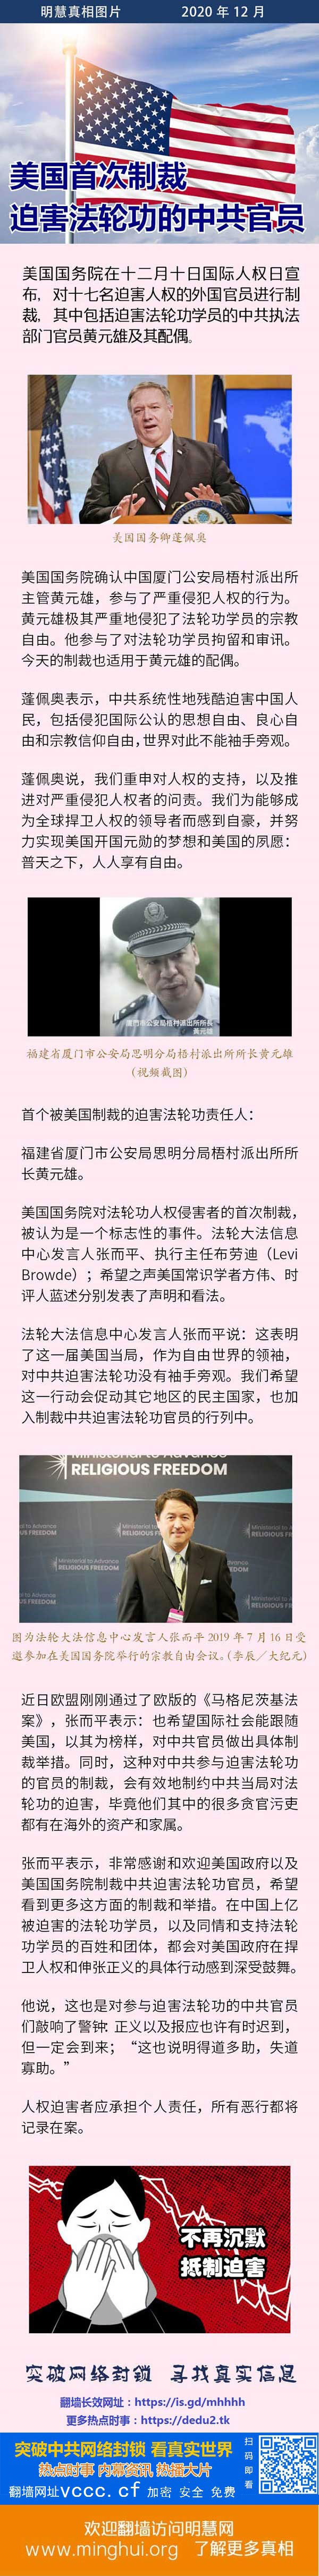 明慧真相图片 2020 年 12 月
美国首次制裁
迫害法轮功的中共官员
美国国务院在十二月十日国际人权日宣
布，对十七名迫害人权的外国官员进行制
裁，其中包括迫害法轮功学员的中共执法
部门官员黄元雄及其配偶。
美国国务卿蓬佩奥
美国国务院确认中国厦门公安局梧村派出所
主管黄元雄，参与了严重侵犯人权的行为。
黄元雄极其严重地侵犯了法轮功学员的宗教
自由。他参与了对法轮功学员拘留和审讯。
今天的制裁也适用于黄元雄的配偶。
蓬佩奥表示，中共系统性地残酷迫害中国人
民，包括侵犯国际公认的思想自由、良心自
由和宗教信仰自由，世界对此不能袖手旁观。
蓬佩奥说，我们重申对人权的支持，以及推
进对严重侵犯人权者的问责。我们为能够成
为全球捍卫人权的领导者而感到自豪，并努
力实现美国开国元勋的梦想和美国的夙愿：
普天之下，人人享有自由。
厦门市公安局梧村派出所所长
黄元雄
福建省厦门市公安局思明分局梧村派出所所长黄元雄
（视频截图）
首个被美国制裁的迫害法轮功责任人：
福建省厦门市公安局思明分局梧村派出所所
长黄元雄。
美国国务院对法轮功人权侵害者的首次制裁，
被认为是一个标志性的事件。法轮大法信息
中心发言人张而平、执行主任布劳迪（Levi
Browde）；希望之声美国常识学者方伟、时
评人蓝述分别发表了声明和看法。
法轮大法信息中心发言人张而平说：这表明
了这一届美国当局，作为自由世界的领袖，
对中共迫害法轮功没有袖手旁观。我们希望
这一行动会促动其它地区的民主国家，也加
入制裁中共迫害法轮功官员的行列中。
Ministerial to Advance
RELIGIOUS FREEDOM
图为法轮大法信息中心发言人张而平 2019 年 7 月 16 日受
邀参加在美国国务院举行的宗教自由会议。（季辰／大纪元）
近日欧盟刚刚通过了欧版的《马格尼茨基法
案》，张而平表示：也希望国际社会能跟随
美国，以其为榜样，对中共官员做出具体制
裁举措。同时，这种对中共参与迫害法轮功
的官员的制裁，会有效地制约中共当局对法
轮功的迫害，毕竟他们其中的很多贪官污吏
都有在海外的资产和家属。
张而平表示，非常感谢和欢迎美国政府以及
美国国务院制裁中共迫害法轮功官员，希望
看到更多这方面的制裁和举措。在中国上亿
被迫害的法轮功学员，以及同情和支持法轮
功学员的百姓和团体，都会对美国政府在捍
卫人权和伸张正义的具体行动感到深受鼓舞。
他说，这也是对参与迫害法轮功的中共官员
们敲响了警钟：正义以及报应也许有时迟到，
但一定会到来；“这也说明得道多助，失道
寡助。”
人权迫害者应承担个人责任，所有恶行都将
记录在案。
不再沉默
抵制迫害
突破网络封锁 寻找真实信息
翻墙长效网址：https://is.gd/mhhhh
更多热点时事：https://dedu2.tk
突破中共网络封锁 看真实世界
热点时事 内幕资讯 热播大片
翻墙网址vccc. cf 加密 安全 免费
扫码即看
欢迎翻墙访问明慧网
www.minghui.org 了解更多真相